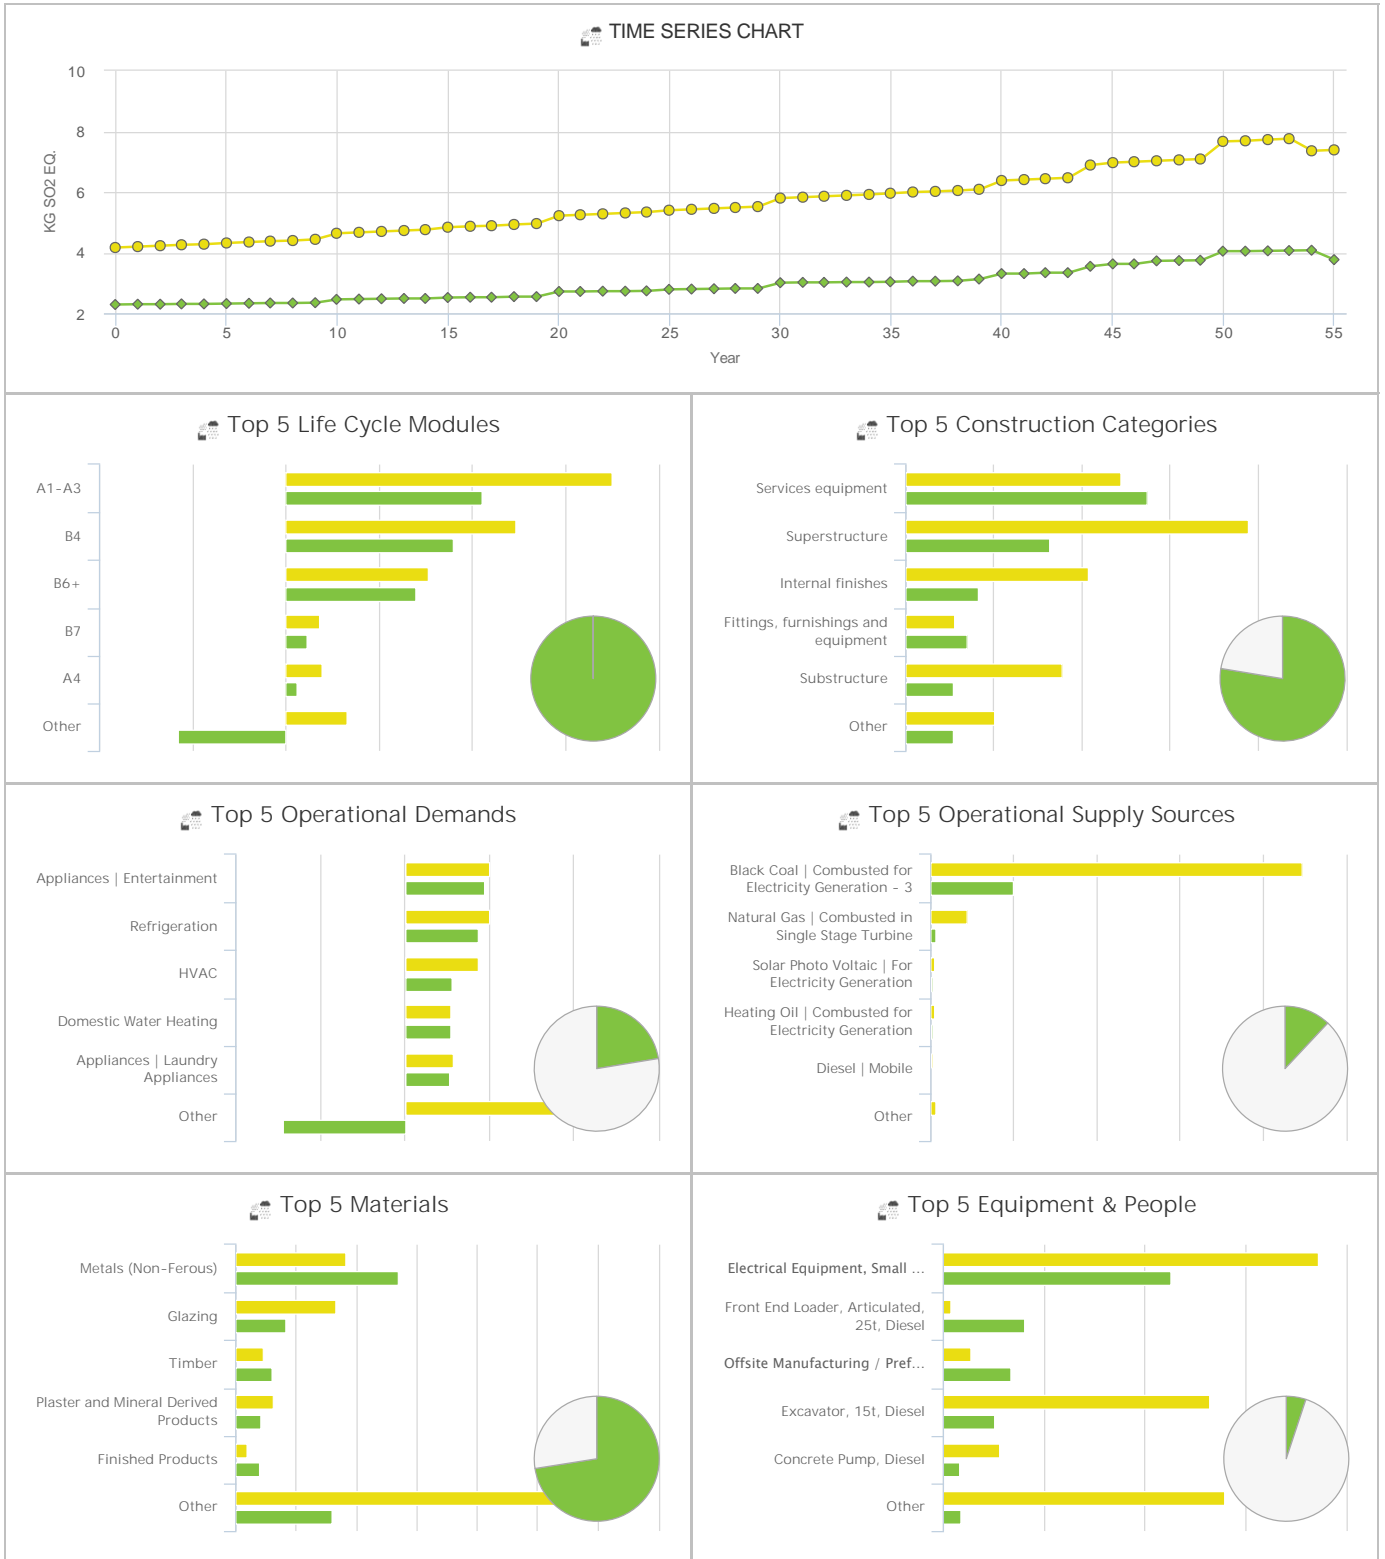 TIME SERIES CHART
10
8
6
4
2
KG SO2 EQ.
0 5 10 15 20 25 30 35 40 45 50 55
Year
Top 5 Life Cycle Modules
A1-A3
B4
B6+
B7
A4
Other
Top 5 Construction Categories
Services equipment
Superstructure
Internal finishes
Fittings, furnishings and
equipment
Substructure
Other
Top 5 Operational Demands
Appliances | Entertainment
Refrigeration
HVAC
Domestic Water Heating
Appliances | Laundry
Appliances
Other
Top 5 Operational Supply Sources
Black Coal | Combusted for
Electricity Generation - 3
Natural Gas | Combusted in
Single Stage Turbine
Solar Photo Voltaic | For
Electricity Generation
Heating Oil | Combusted for
Electricity Generation
Diesel | Mobile
Other
Top 5 Materials
Metals (Non-Ferous)
Glazing
Timber
Plaster and Mineral Derived
Products
Finished Products
Other
Top 5 Equipment & People
Electrical Equipment, Small ...
Front End Loader, Articulated,
25t, Diesel
Offsite Manufacturing / Pref...
Excavator, 15t, Diesel
Concrete Pump, Diesel
Other